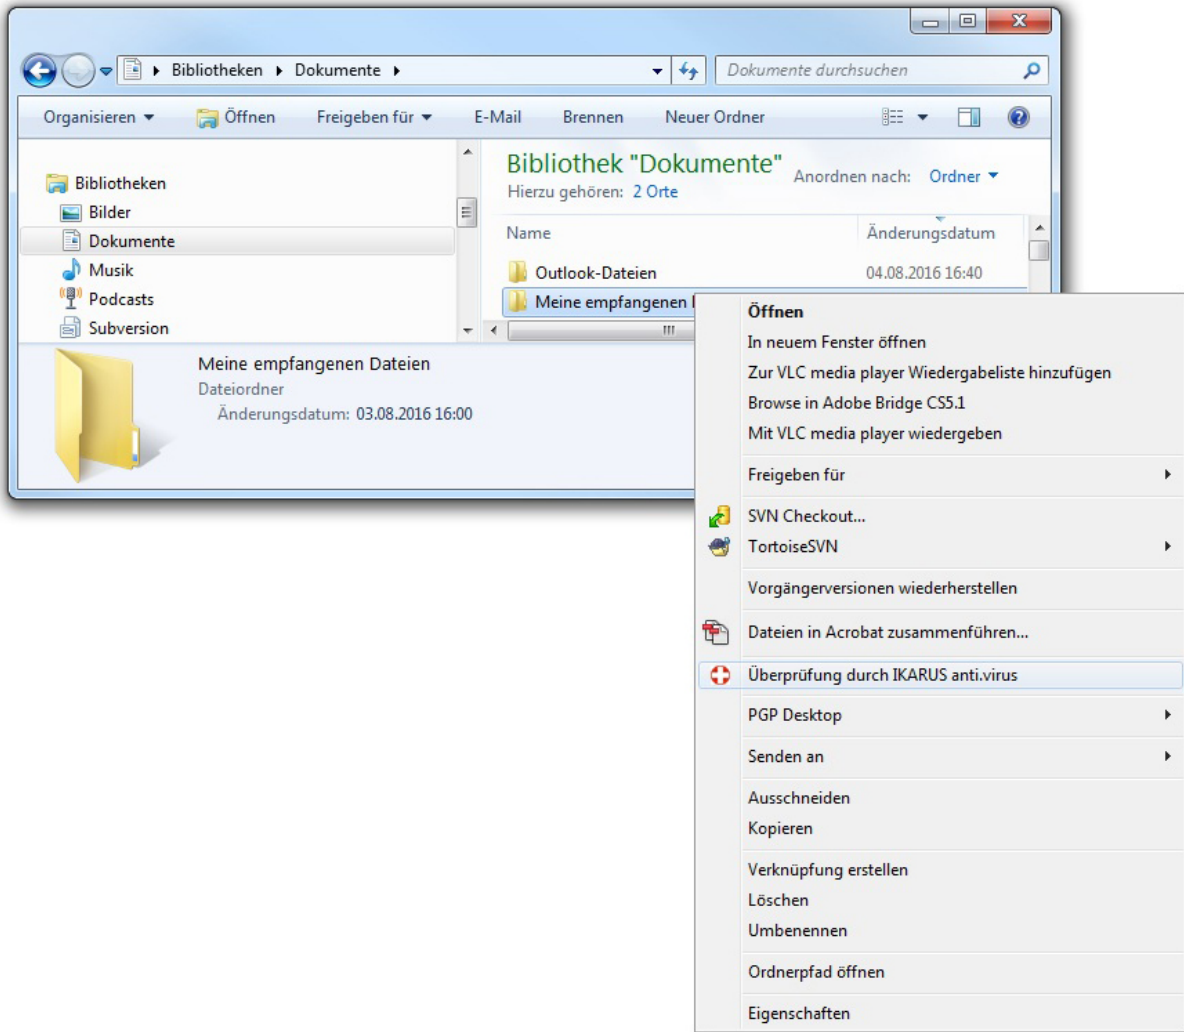 Bibliotheken Dokumente
Dokumente durchsuchen
Organisieren Öffnen Freigeben für E-Mail Brennen Neuer Ordner
Bibliotheken
Bilder
Dokumente
Musik
Podcasts
Subversion
Bibliothek "Dokumente"
Hierzu gehören: 2 Orte
Anordnen nach: Ordner
Name Änderungsdatum
Outlook-Dateien 04.08.2016 16:40
Meine empfangenen
Meine empfangenen Dateien
Dateiordner
Änderungsdatum: 03.08.2016 16:00
Öffnen
In neuem Fenster öffnen
Zur VLC media player Wiedergabeliste hinzufügen
Browse in Adobe Bridge CS5.1
Mit VLC media player wiedergeben
Freigeben für
SVN Checkout...
TortoiseSVN
Vorgängerversionen wiederherstellen
Dateien in Acrobat zusammenführen...
Überprüfung durch IKARUS anti.virus
PGP Desktop
Senden an
Ausschneiden
Kopieren
Verknüpfung erstellen
Löschen
Umbenennen
Ordnerpfad öffnen
Eigenschaften